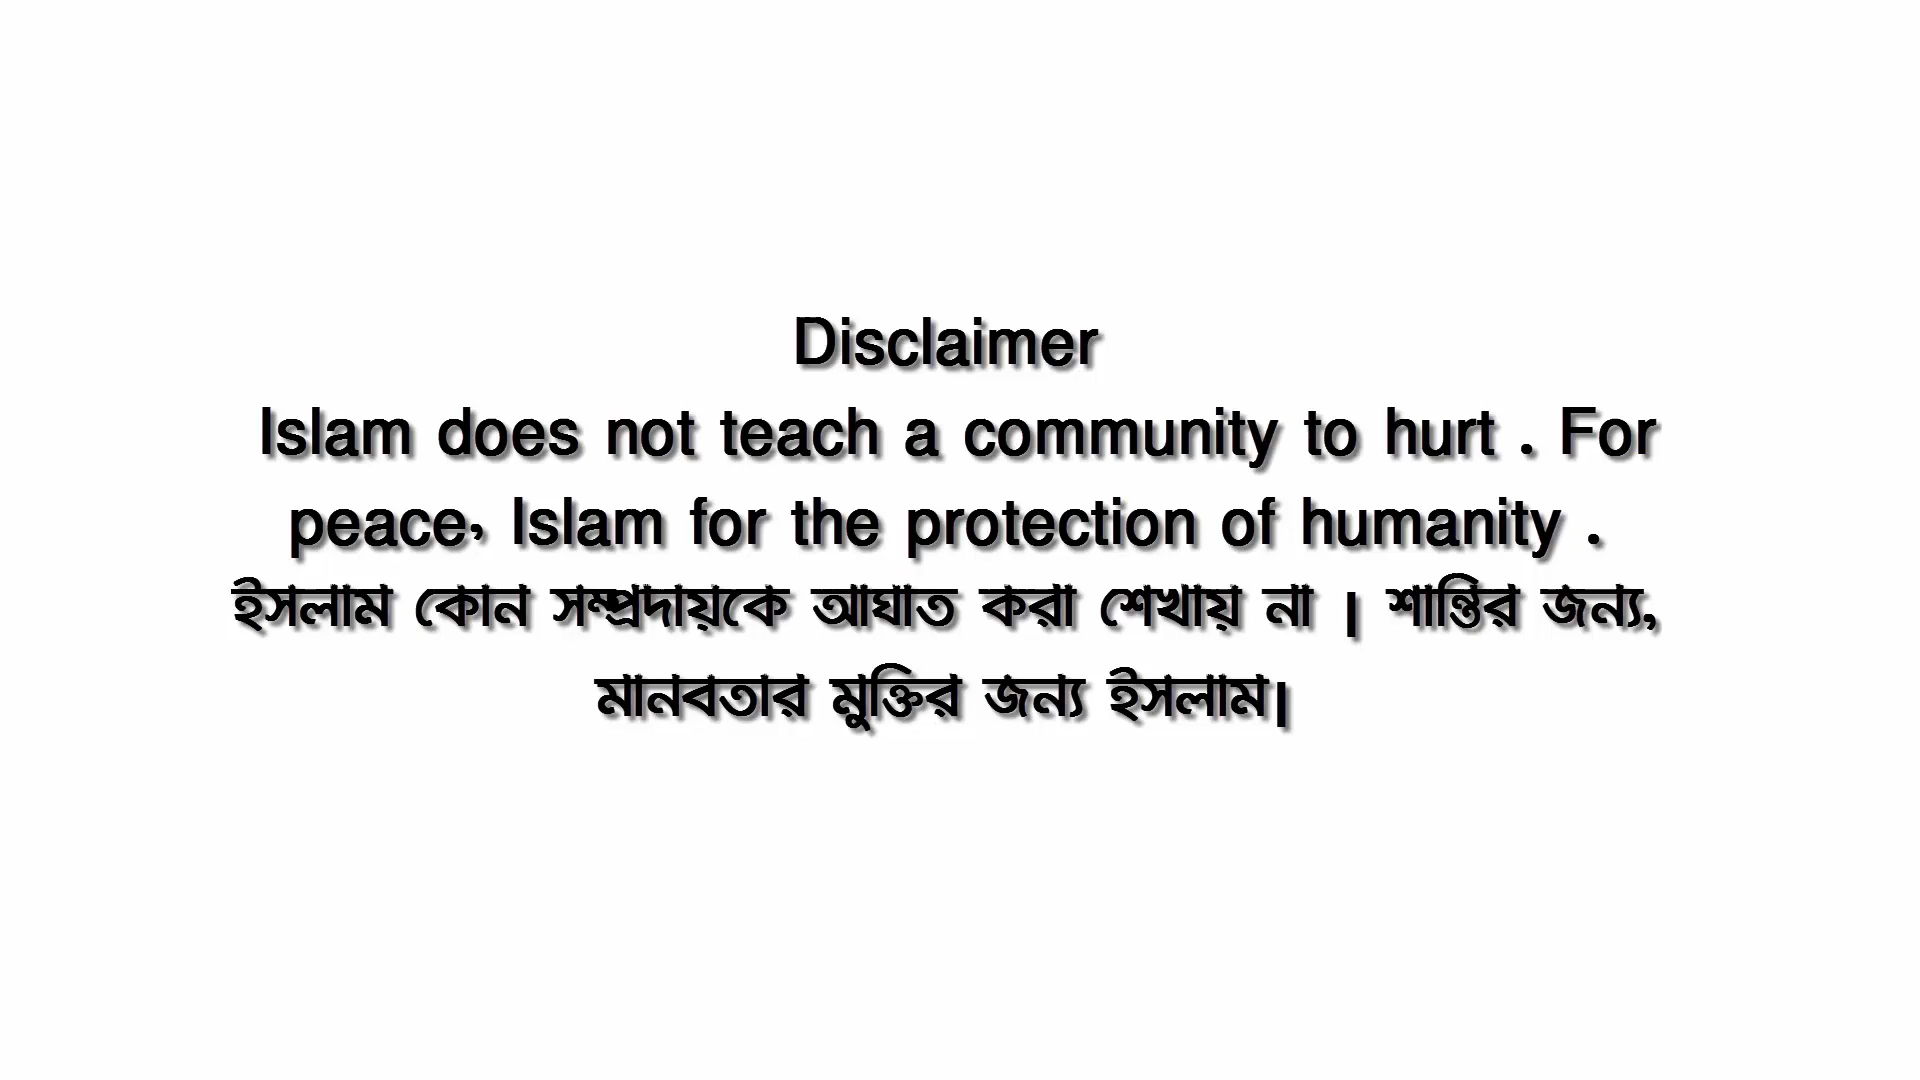 Disclaimer
Islam does not teach a community to hurt . For
peace, Islam for the protection of humanity .
ইসলাম কোন সম্প্রদায়কে আঘাত করা শেখায় না । শান্তির জন্য,
মানবতার মুক্তির জন্য ইসলাম।